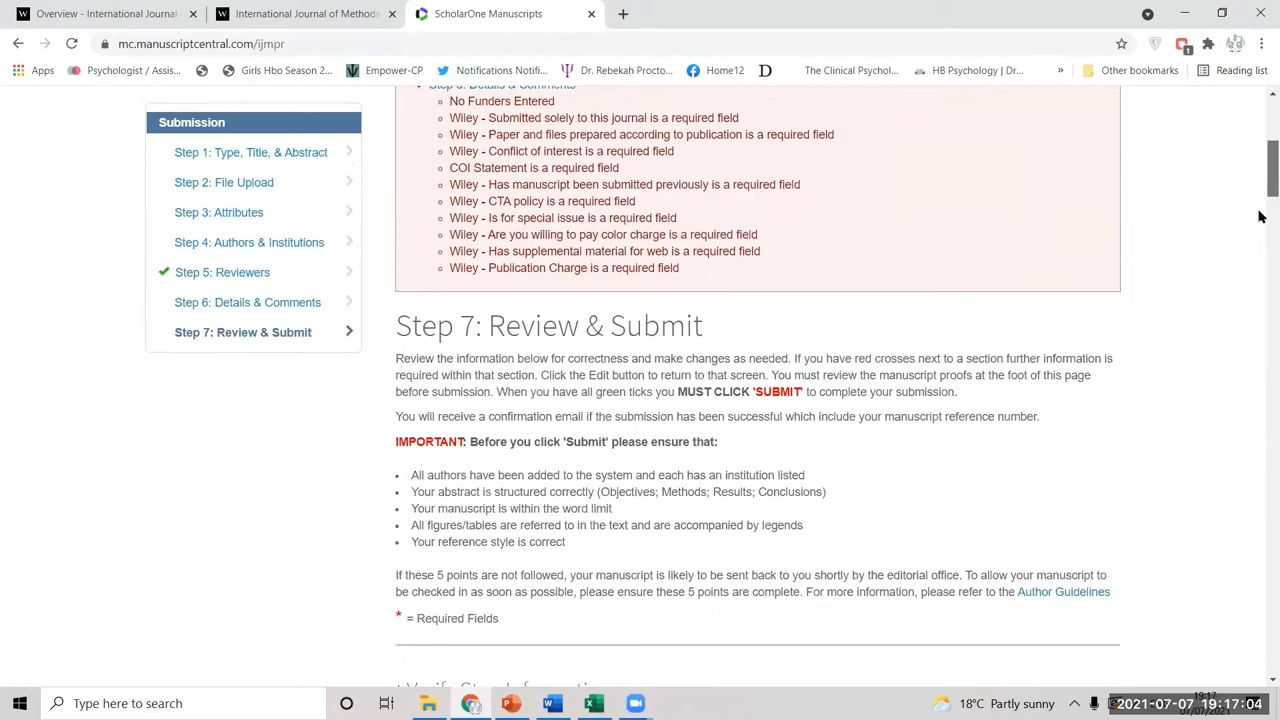 Overview - International Journal
International Journal of Methods
ScholarOne Manuscripts
mc.manuscriptcentral.com/ijmpr
1
Apps
Psychologist / Assis...
Girls Hbo Season 2...
Empower-CP
Notifications Notifi...
Dr. Rebekah Procto...
Home12
D
The Clinical Psychol...
HB Psychology | Dr...
»
Other bookmarks
Reading list
Submission
Step 1: Type, Title, & Abstract
Step 2: File Upload
Step 3: Attributes
Step 4: Authors & Institutions
Step 5: Reviewers
Step 6: Details & Comments
Step 7: Review & Submit
Step 6: Details & Comments
No Funders Entered
Wiley - Submitted solely to this journal is a required field
Wiley - Paper and files prepared according to publication is a required field
Wiley - Conflict of interest is a required field
COI Statement is a required field
Wiley - Has manuscript been submitted previously is a required field
Wiley - CTA policy is a required field
Wiley - Is for special issue is a required field
Wiley - Are you willing to pay color charge is a required field
Wiley - Has supplemental material for web is a required field
Wiley - Publication Charge is a required field
Step 7: Review & Submit
Review the information below for correctness and make changes as needed. If you have red crosses next to a section further information is
required within that section. Click the Edit button to return to that screen. You must review the manuscript proofs at the foot of this page
before submission. When you have all green ticks you MUST CLICK 'SUBMIT' to complete your submission.
You will receive a confirmation email if the submission has been successful which include your manuscript reference number.
IMPORTANT: Before you click 'Submit' please ensure that:
All authors have been added to the system and each has an institution listed
Your abstract is structured correctly (Objectives; Methods; Results; Conclusions)
Your manuscript is within the word limit
All figures/tables are referred to in the text and are accompanied by legends
Your reference style is correct
If these 5 points are not followed, your manuscript is likely to be sent back to you shortly by the editorial office. To allow your manuscript to
be checked in as soon as possible, please ensure these 5 points are complete. For more information, please refer to the Author Guidelines
* = Required Fields
Type here to search
18°C Partly sunny
19:17
07/07/2021
2021-07-07 19:17:04